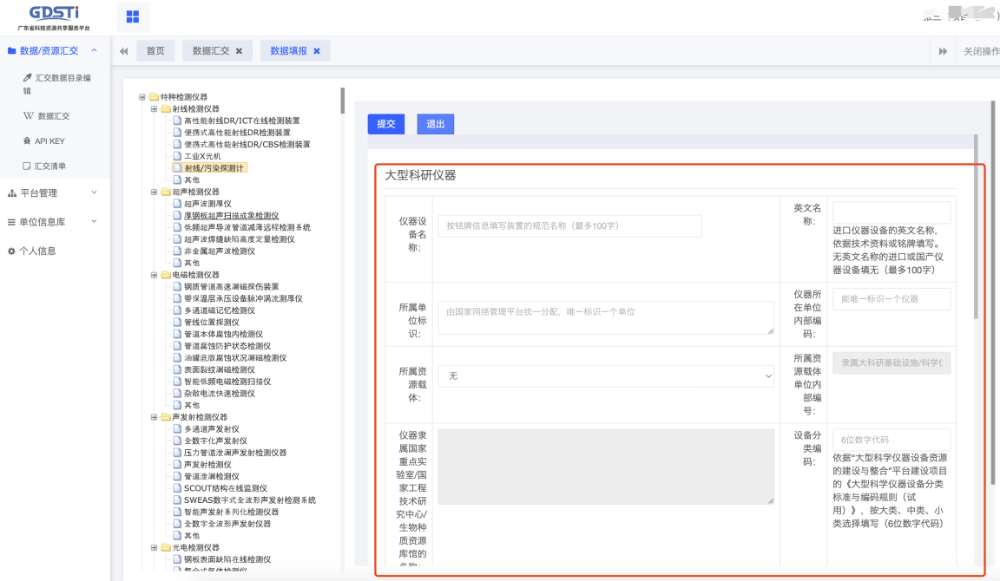 GDSTi
广东省科技资源共享服务平台
数据/资源汇交
汇交数据目录编
辑
数据汇交
API KEY
汇交清单
平台管理
单位信息库
个人信息
首页
数据汇交
数据填报
关闭操作
特种检测仪器
射线检测仪器
高性能射线DR/ICT在线检测装置
便携式高性能射线DR检测装置
便携式高性能射线DR/CBS检测装置
工业X光机
射线/污染探测计
其他
超声检测仪器
超声波测厚仪
厚钢板超声扫描成象检测仪
低频超声导波管道减薄远程检测系统
超声波焊缝缺陷高度定量检测仪
非金属超声波检测仪
其他
电磁检测仪器
钢质管道高速漏磁探伤装置
带保温层承压设备脉冲涡流测厚仪
多通道磁记忆检测仪
管线位置探测仪
管道本体腐蚀内检测仪
管道腐蚀防护状态检测仪
油罐底版腐蚀状况漏磁检测仪
表面裂纹漏磁检测仪
智能低频电磁检测扫描仪
杂散电流快速检测仪
其他
声发射检测仪器
多通道声发射仪
全数字化声发射仪
压力管道泄漏声发射检测仪器
声发射检测仪
管道泄漏检测仪
SCOUT结构在线监测仪
SWEAS数字式全波形声发射检测系统
智能声发射系列化检测仪器
全数字全波形声发射仪器
其他
光电检测仪器
钢板表面缺陷在线检测仪
提交
退出
大型科研仪器
仪器设
备名
称：
按铭牌信息填写装置的规范名称（最多100字）
英文名
称：
进口仪器设备的英文名称，
依据技术资料或铭牌填写。
无英文名称的进口或国产仪
器设备填无（最多100字）
所属单
位标
识：
由国家网络管理平台统一分配，唯一标识一个单位
仪器所
在单位
内部编
码：
能唯一标识一个仪器
所属资
源载
体：
无
所属资
源载体
单位内
部编
号：
隶属大科研基础设施/科学仪
仪器隶
属国家
重点实
验室/国
家工程
技术研
究中心/
生物种
质资源
库馆的
名称：
设备分
类编
码：
6位数字代码
依据“大型科学仪器设备资源
的建设与整合”平台建设项目
的《大型科学仪器设备分类
标准与编码规则（试
用）》，按大类、中类、小
类选择填写（6位数字代码）